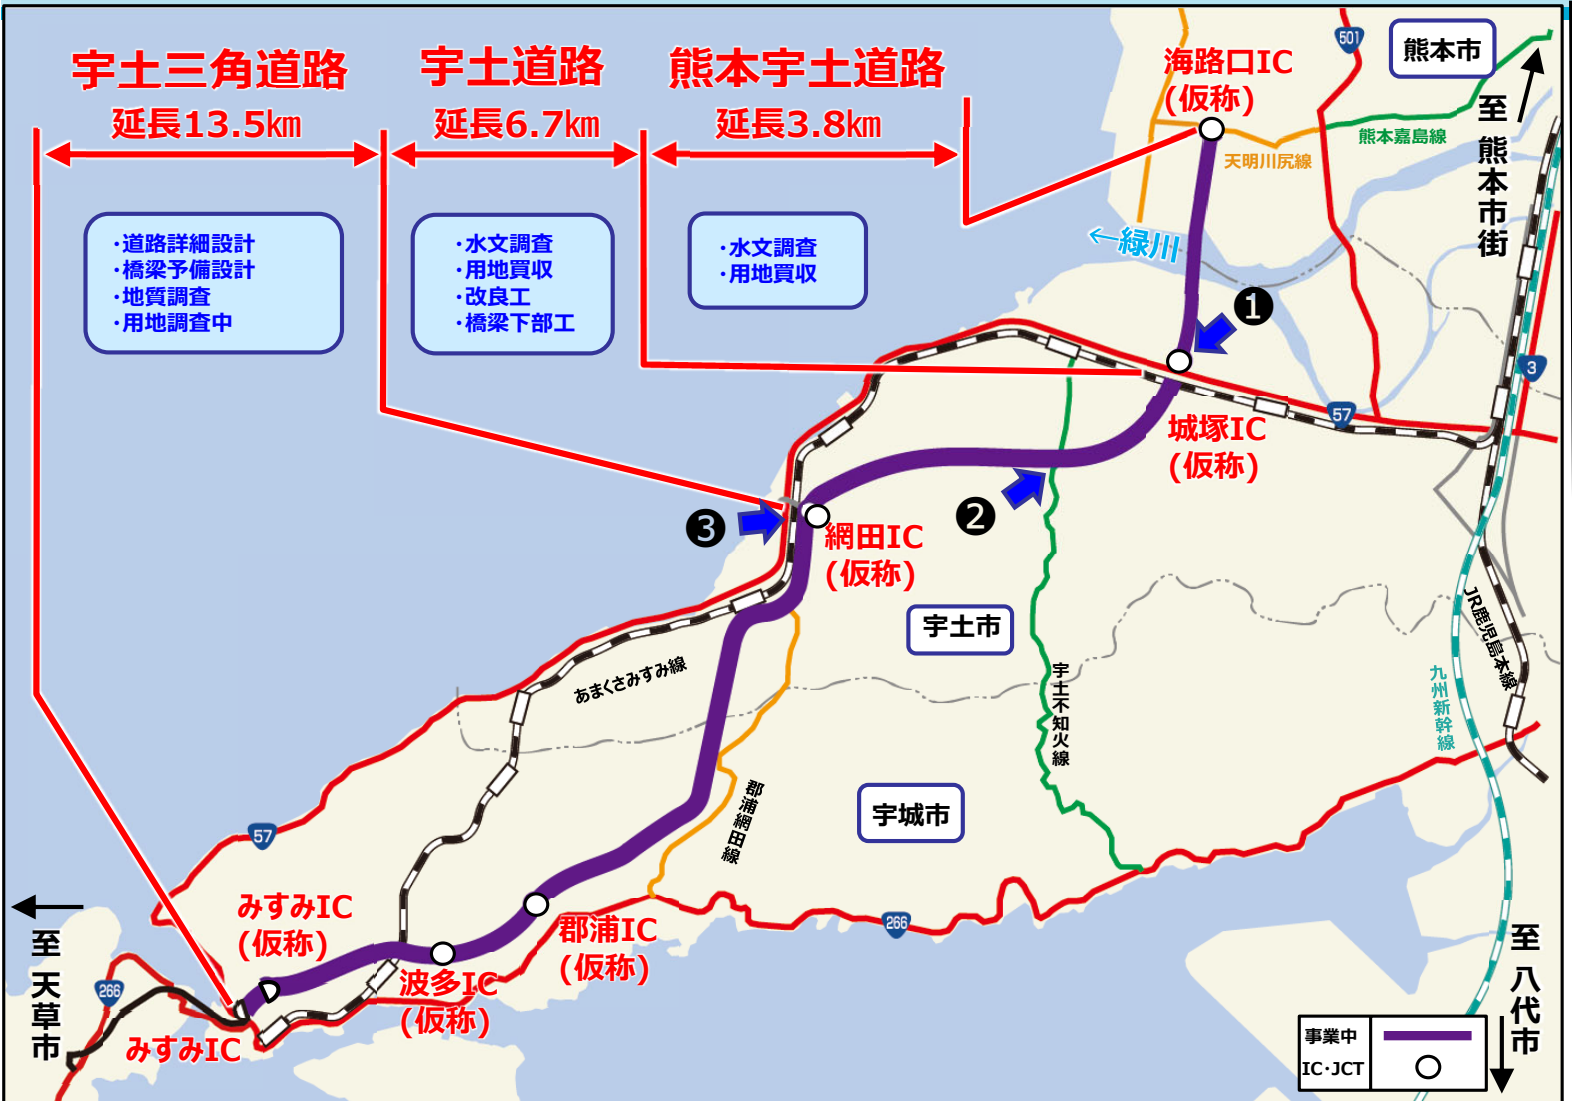 宇土三角道路
延長13.5㎞
宇土道路
延長6.7㎞
熊本宇土道路
延長3.8㎞
・道路詳細設計
・橋梁予備設計
・地質調査
・用地調査中
・水文調査
・用地買収
・改良工
・橋梁下部工
・水文調査
・用地買収
海路口IC
(仮称)
501
熊本市
至 熊本市街
熊本嘉島線
天明川尻線
←緑川
❶
3
57
城塚IC
(仮称)
❷
❸
網田IC
(仮称)
宇土市
あまくさみすみ線
宇土不知火線
JR鹿児島本線
九州新幹線
郡浦網田線
宇城市
57
みすみIC
(仮称)
郡浦IC
(仮称)
266
波多IC
(仮称)
至 天草市
266
みすみIC
至 八代市
事業中
IC・JCT